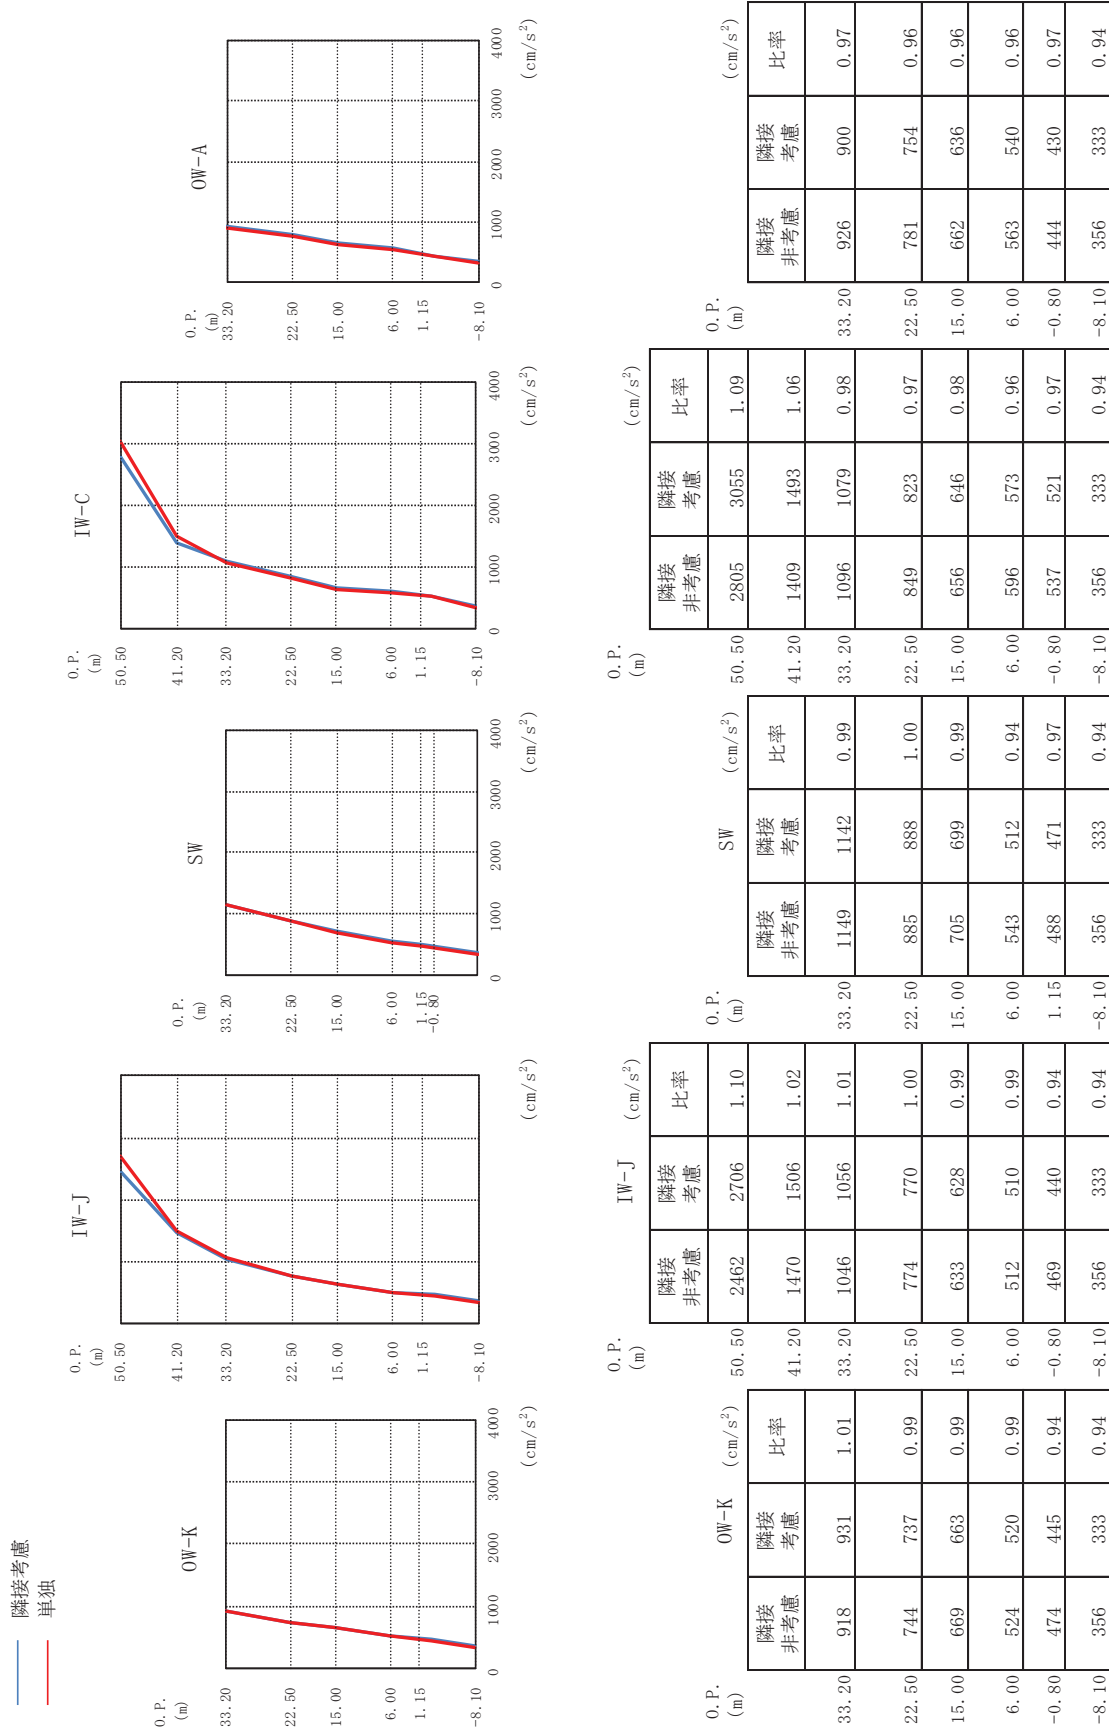 隣接考慮
単独
OW-K
O.P.
(m)
33.20
22.50
15.00
6.00
1.15
-8.10
0 1000 2000 3000 4000
(cm/s²)
IW-J
O.P.
(m)
50.50
41.20
33.20
22.50
15.00
6.00
1.15
-8.10
(cm/s²)
SW
O.P.
(m)
33.20
22.50
15.00
6.00
1.15
-0.80
-8.10
0 1000 2000 3000 4000
(cm/s²)
IW-C
O.P.
(m)
50.50
41.20
33.20
22.50
15.00
6.00
1.15
-8.10
0 1000 2000 3000 4000
(cm/s²)
OW-A
O.P.
(m)
33.20
22.50
15.00
6.00
1.15
-8.10
0 1000 2000 3000 4000
(cm/s²)
OW-K
O.P.
(m)
(cm/s²)
隣接
非考慮 隣接
考慮 比率
33.20 918 931 1.01
22.50 744 737 0.99
15.00 669 663 0.99
6.00 524 520 0.99
-0.80 474 445 0.94
-8.10 356 333 0.94
IW-J
O.P.
(m)
(cm/s²)
隣接
非考慮 隣接
考慮 比率
50.50 2462 2706 1.10
41.20 1470 1506 1.02
33.20 1046 1056 1.01
22.50 774 770 1.00
15.00 633 628 0.99
6.00 512 510 0.99
-0.80 469 440 0.94
-8.10 356 333 0.94
SW
O.P.
(m)
(cm/s²)
隣接
非考慮 隣接
考慮 比率
33.20 1149 1142 0.99
22.50 885 888 1.00
15.00 705 699 0.99
6.00 543 512 0.94
1.15 488 471 0.97
-8.10 356 333 0.94
O.P.
(m)
(cm/s²)
隣接
非考慮 隣接
考慮 比率
50.50 2805 3055 1.09
41.20 1409 1493 1.06
33.20 1096 1079 0.98
22.50 849 823 0.97
15.00 656 646 0.98
6.00 596 573 0.96
-0.80 537 521 0.97
-8.10 356 333 0.94
O.P.
(m)
(cm/s²)
隣接
非考慮 隣接
考慮 比率
33.20 926 900 0.97
22.50 781 754 0.96
15.00 662 636 0.96
6.00 563 540 0.96
-0.80 444 430 0.97
-8.10 356 333 0.94